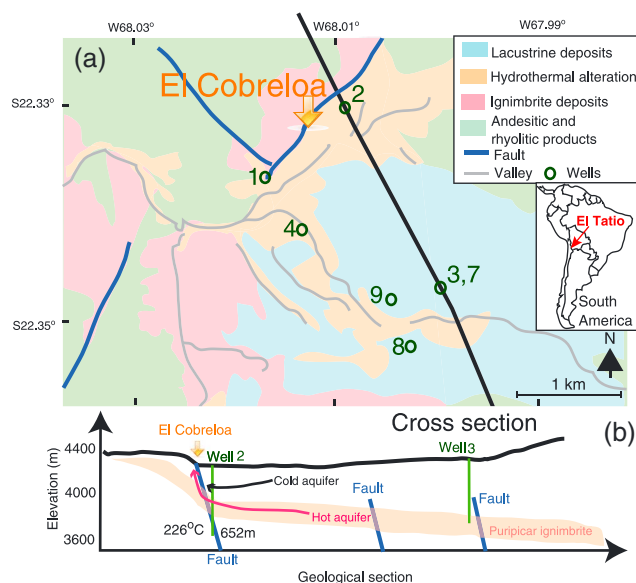 W68.03°
W68.01°
W67.99°
(a)
El Cobreloa
S22.33°
S22.35°
1
2
4
3,7
9
8
Lacustrine deposits
Hydrothermal alteration
Ignimbrite deposits
Andesitic and
rhyolitic products
Fault
Valley
Wells
El Tatio
South
America
N
1 km
Cross section
(b)
El Cobreloa
Elevation (m)
4400
4000
3600
Well 2
Well3
Cold aquifer
Hot aquifer
226°C
652m
Fault
Fault
Fault
Puripicar ignimbrite
Geological section